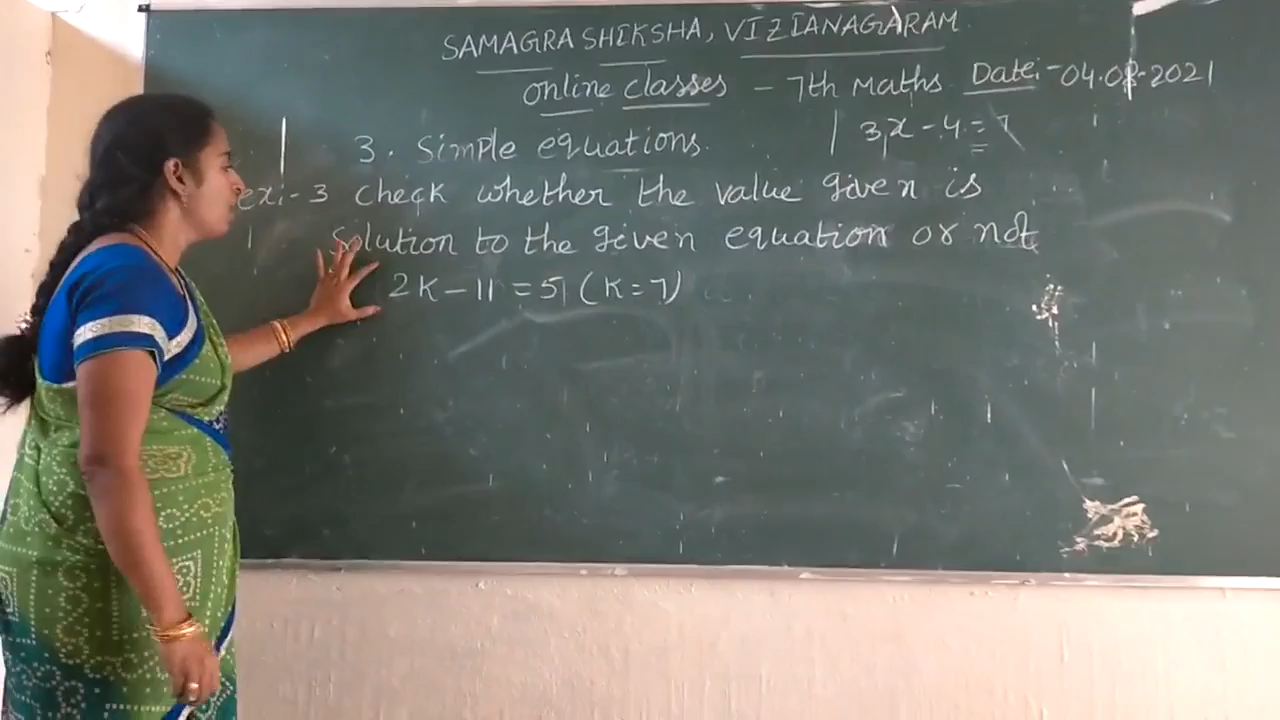 SAMAGRA SHIKSHA, VIZIANAGARAM
online classes - 7th Maths Date:- 04.08.2021
3. Simple equations. | 3x - 4 = 7
ex:- 3 check whether the value given is
Solution to the given equation or not
2K - 11 = 5 (K = 7)